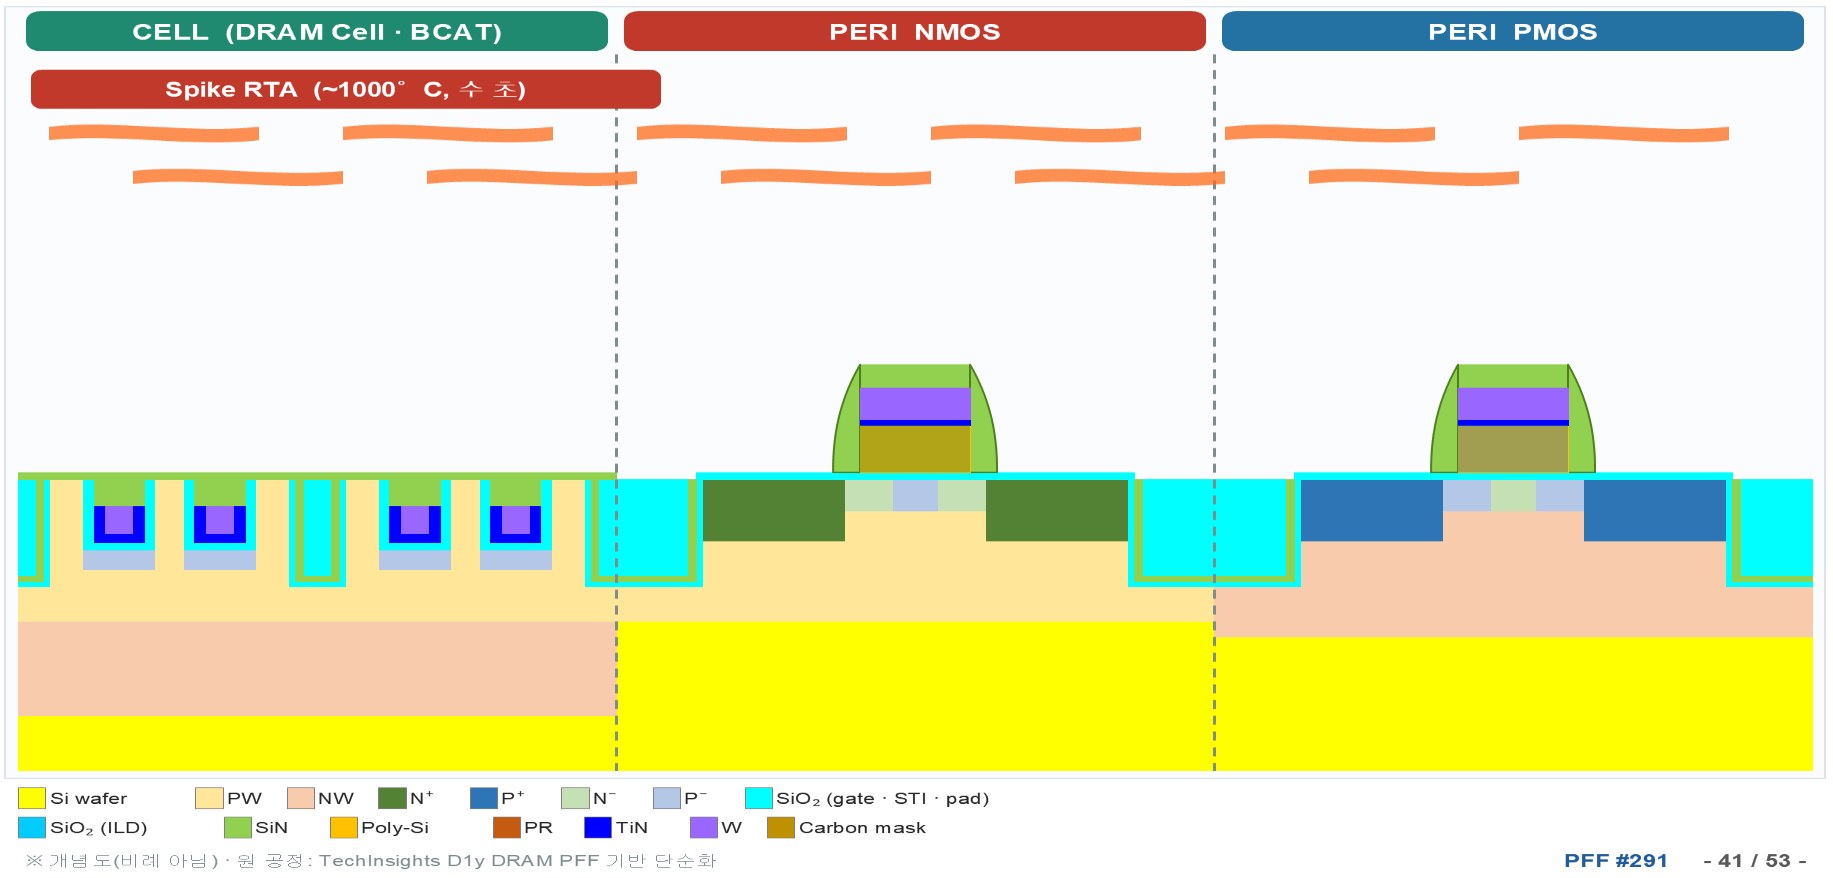 CELL (DRAM Cell · BCAT)
PERI NMOS
PERI PMOS
Spike RTA (~1000° C, 수 초)
Si wafer
PW
NW
N⁺
P⁺
N⁻
P⁻
SiO₂ (gate · STI · pad)
SiO₂ (ILD)
SiN
Poly-Si
PR
TiN
W
Carbon mask
※ 개념도(비례 아님) · 원 공정: TechInsights D1y DRAM PFF 기반 단순화
PFF #291
- 41 / 53 -